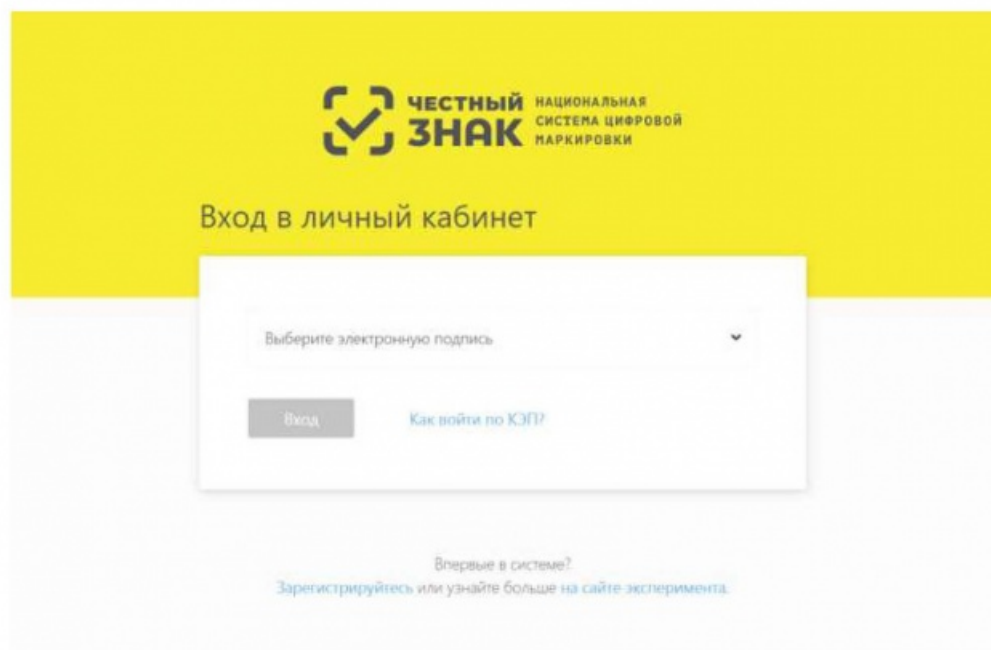 ЧЕСТНЫЙ
ЗНАК
НАЦИОНАЛЬНАЯ
СИСТЕМА ЦИФРОВОЙ
МАРКИРОВКИ
Вход в личный кабинет
Выберите электронную подпись
Вход
Как войти по КЭП?
Впервые в системе?
Зарегистрируйтесь или узнайте больше на сайте эксперимента.